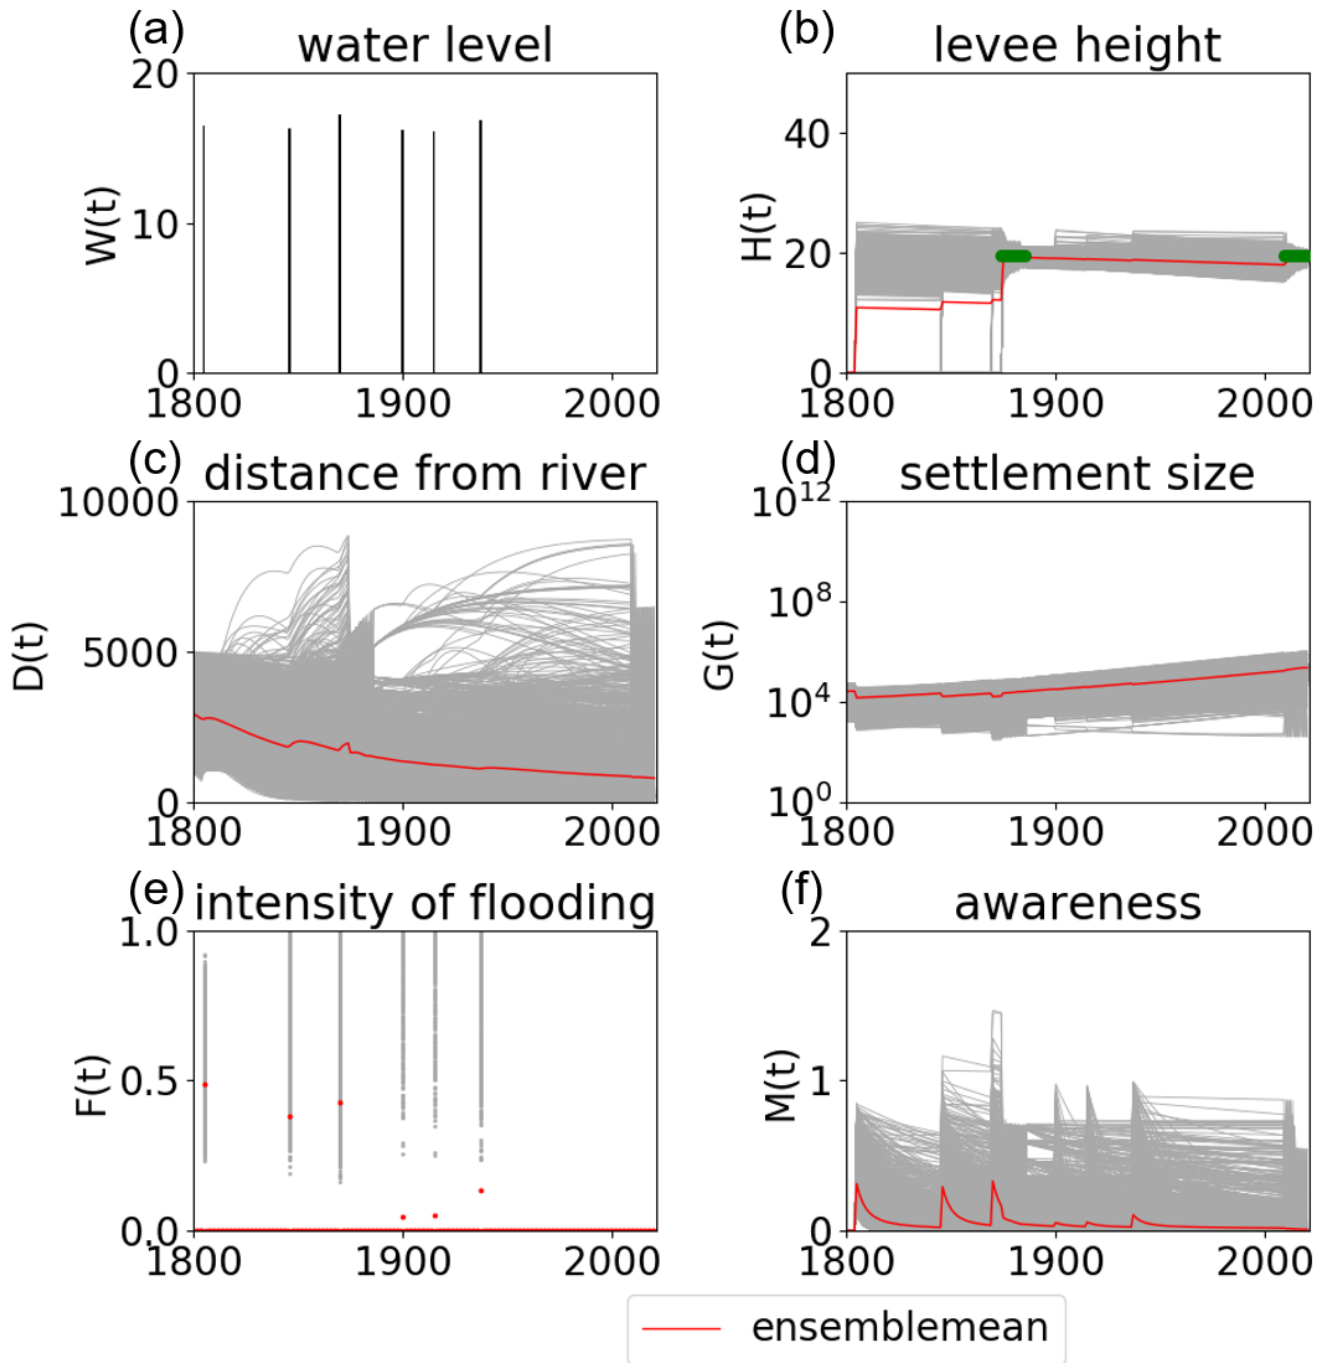 (a) water level
20
10
0
W(t)
1800 1900 2000
(b) levee height
40
20
0
H(t)
1800 1900 2000
(c) distance from river
10000
5000
0
D(t)
1800 1900 2000
(d) settlement size
10^12
10^8
10^4
10^0
G(t)
1800 1900 2000
(e) intensity of flooding
1.0
0.5
0.0
F(t)
1800 1900 2000
(f) awareness
2
1
0
M(t)
1800 1900 2000
ensemblemean